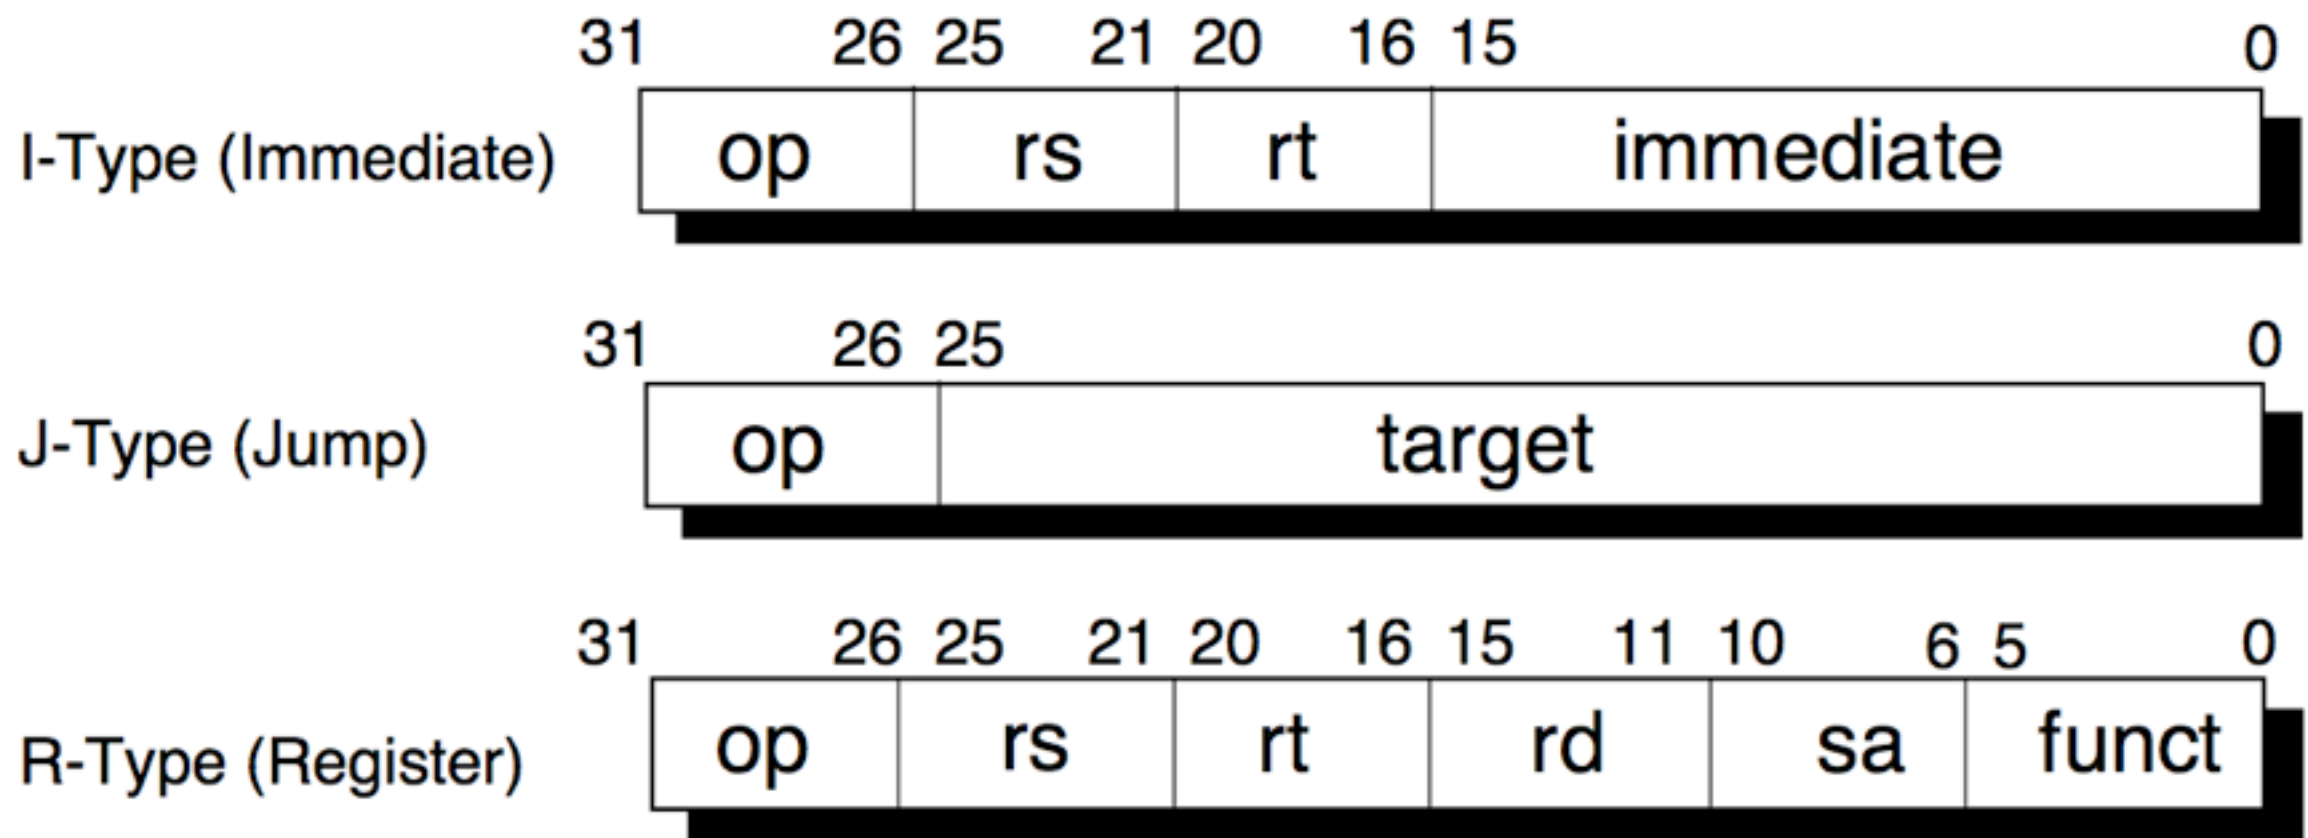 31 26 25 21 20 16 15 0
I-Type (Immediate) op rs rt immediate
31 26 25 0
J-Type (Jump) op target
31 26 25 21 20 16 15 11 10 6 5 0
R-Type (Register) op rs rt rd sa funct